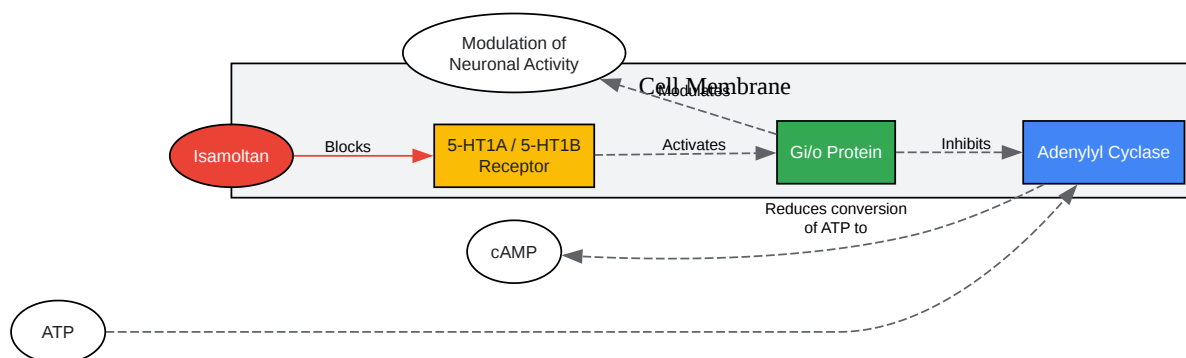 Modulation of
Neuronal Activity
Cell Membrane
Modulates
Isamoltan
Blocks
5-HT1A / 5-HT1B
Receptor
Activates
Gi/o Protein
Inhibits
Adenylyl Cyclase
Reduces conversion
of ATP to
cAMP
ATP